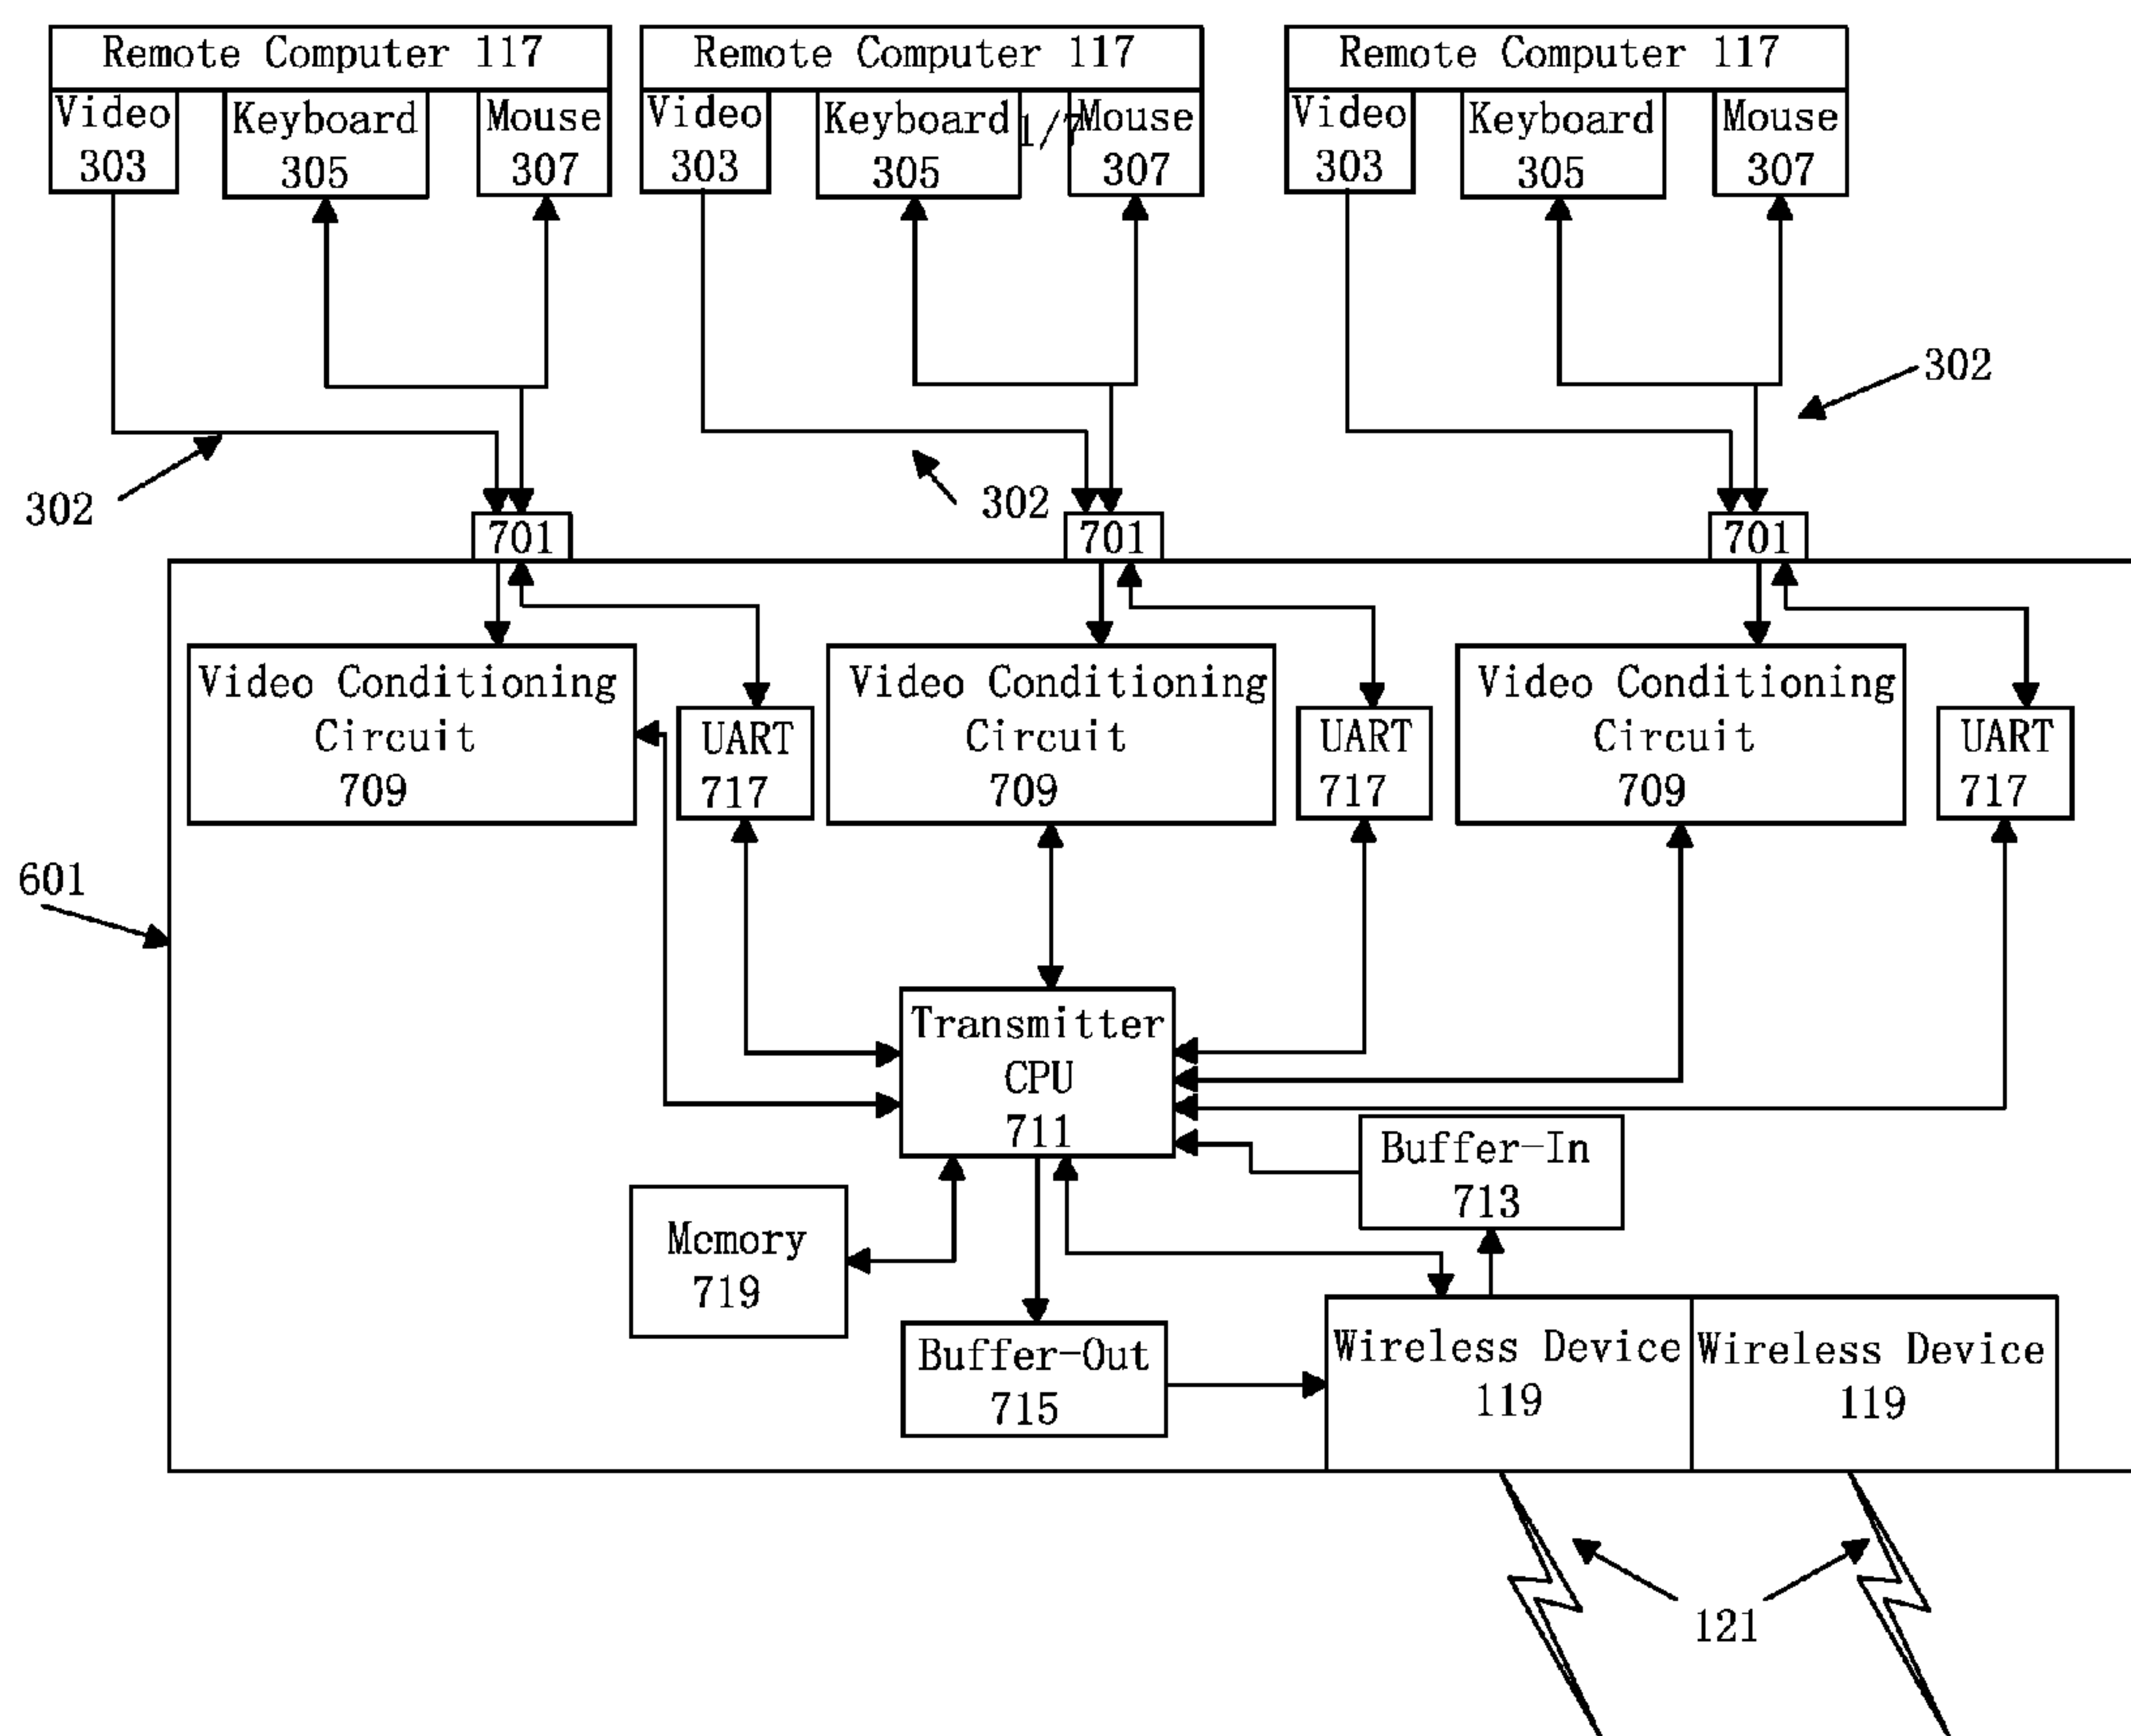 Remote Computer 117
Remote Computer 117
Remote Computer 117
Video
303
Keyboard
305
Mouse
307
Video
303
Keyboard
305
1/7
Mouse
307
Video
303
Keyboard
305
Mouse
307
302
302
302
701
701
701
Video Conditioning
Circuit
709
UART
717
Video Conditioning
Circuit
709
UART
717
Video Conditioning
Circuit
709
UART
717
601
Transmitter
CPU
711
Buffer-In
713
Memory
719
Buffer-Out
715
Wireless Device
119
Wireless Device
119
121